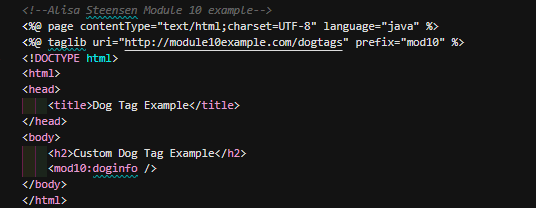 <!--Alisa Steensen Module 10 example-->
<%@ page contentType="text/html;charset=UTF-8" language="java" %>
<%@ taglib uri="http://module10example.com/dogtags" prefix="mod10" %>
<!DOCTYPE html>
<html>
<head>
    <title>Dog Tag Example</title>
</head>
<body>
    <h2>Custom Dog Tag Example</h2>
    <mod10:doginfo />
</body>
</html>